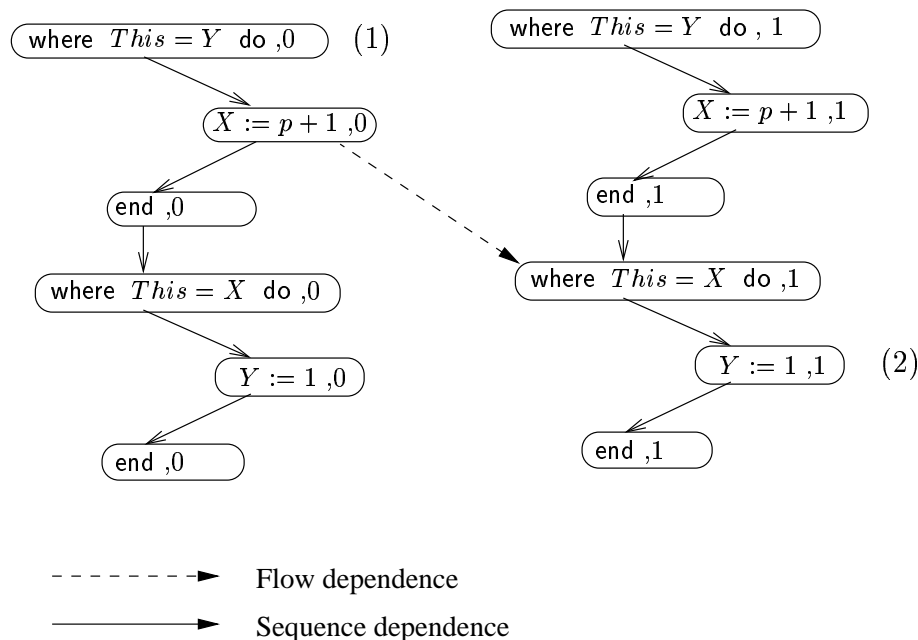 where This = Y do ,0
(1)
X := p + 1 ,0
end ,0
where This = X do ,0
Y := 1 ,0
end ,0
where This = Y do , 1
X := p + 1 ,1
end ,1
where This = X do ,1
Y := 1 ,1
(2)
end ,1
Flow dependence
Sequence dependence